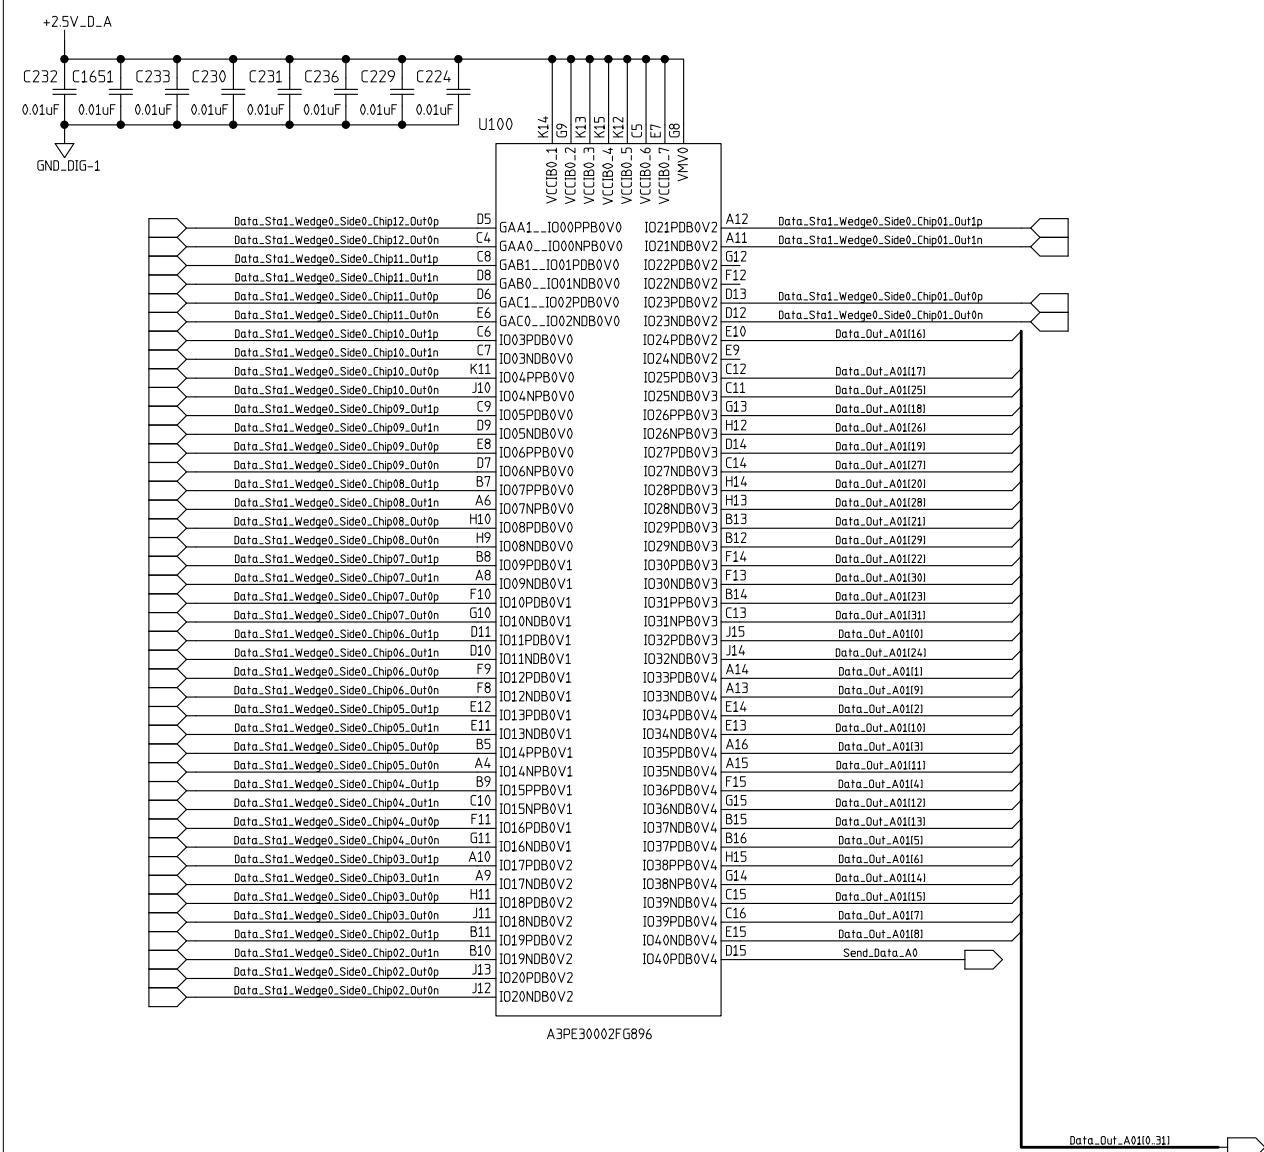 +2.5V_D_A
C232 C1651 C233 C230 C231 C236 C229 C224
0.01uF 0.01uF 0.01uF 0.01uF 0.01uF 0.01uF 0.01uF 0.01uF
GND_DIG-1
U100
K14 G9 K13 K15 K12 C5 E7 G8
VCCIB0_1 VCCIB0_2 VCCIB0_3 VCCIB0_4 VCCIB0_5 VCCIB0_6 VCCIB0_7 VMV0
Data_Sta1_Wedge0_Side0_Chip12_Out0p D5 GAA1__IO00PPB0V0 IO21PDB0V2 A12 Data_Sta1_Wedge0_Side0_Chip01_Out1p
Data_Sta1_Wedge0_Side0_Chip12_Out0n C4 GAA0__IO00NPB0V0 IO21NDB0V2 A11 Data_Sta1_Wedge0_Side0_Chip01_Out1n
Data_Sta1_Wedge0_Side0_Chip11_Out1p C8 GAB1__IO01PDB0V0 IO22PDB0V2 G12
Data_Sta1_Wedge0_Side0_Chip11_Out1n D8 GAB0__IO01NDB0V0 IO22NDB0V2 F12
Data_Sta1_Wedge0_Side0_Chip11_Out0p D6 GAC1__IO02PDB0V0 IO23PDB0V2 D13 Data_Sta1_Wedge0_Side0_Chip01_Out0p
Data_Sta1_Wedge0_Side0_Chip11_Out0n E6 GAC0__IO02NDB0V0 IO23NDB0V2 D12 Data_Sta1_Wedge0_Side0_Chip01_Out0n
Data_Sta1_Wedge0_Side0_Chip10_Out1p C6 IO03PDB0V0 IO24PDB0V2 E10 Data_Out_A01[16]
Data_Sta1_Wedge0_Side0_Chip10_Out1n C7 IO03NDB0V0 IO24NDB0V2 E9
Data_Sta1_Wedge0_Side0_Chip10_Out0p K11 IO04PPB0V0 IO25PDB0V3 C12 Data_Out_A01[17]
Data_Sta1_Wedge0_Side0_Chip10_Out0n J10 IO04NPB0V0 IO25NDB0V3 C11 Data_Out_A01[25]
Data_Sta1_Wedge0_Side0_Chip09_Out1p C9 IO05PDB0V0 IO26PPB0V3 G13 Data_Out_A01[18]
Data_Sta1_Wedge0_Side0_Chip09_Out1n D9 IO05NDB0V0 IO26NPB0V3 H12 Data_Out_A01[26]
Data_Sta1_Wedge0_Side0_Chip09_Out0p E8 IO06PPB0V0 IO27PDB0V3 D14 Data_Out_A01[19]
Data_Sta1_Wedge0_Side0_Chip09_Out0n D7 IO06NPB0V0 IO27NDB0V3 C14 Data_Out_A01[27]
Data_Sta1_Wedge0_Side0_Chip08_Out1p B7 IO07PPB0V0 IO28PDB0V3 H14 Data_Out_A01[20]
Data_Sta1_Wedge0_Side0_Chip08_Out1n A6 IO07NPB0V0 IO28NDB0V3 H13 Data_Out_A01[28]
Data_Sta1_Wedge0_Side0_Chip08_Out0p H10 IO08PDB0V0 IO29PDB0V3 B13 Data_Out_A01[21]
Data_Sta1_Wedge0_Side0_Chip08_Out0n H9 IO08NDB0V0 IO29NDB0V3 B12 Data_Out_A01[29]
Data_Sta1_Wedge0_Side0_Chip07_Out1p B8 IO09PDB0V1 IO30PDB0V3 F14 Data_Out_A01[22]
Data_Sta1_Wedge0_Side0_Chip07_Out1n A8 IO09NDB0V1 IO30NDB0V3 F13 Data_Out_A01[30]
Data_Sta1_Wedge0_Side0_Chip07_Out0p F10 IO10PDB0V1 IO31PPB0V3 B14 Data_Out_A01[23]
Data_Sta1_Wedge0_Side0_Chip07_Out0n G10 IO10NDB0V1 IO31NPB0V3 C13 Data_Out_A01[31]
Data_Sta1_Wedge0_Side0_Chip06_Out1p D11 IO11PDB0V1 IO32PDB0V3 J15 Data_Out_A01[0]
Data_Sta1_Wedge0_Side0_Chip06_Out1n D10 IO11NDB0V1 IO32NDB0V3 J14 Data_Out_A01[24]
Data_Sta1_Wedge0_Side0_Chip06_Out0p F9 IO12PDB0V1 IO33PDB0V4 A14 Data_Out_A01[1]
Data_Sta1_Wedge0_Side0_Chip06_Out0n F8 IO12NDB0V1 IO33NDB0V4 A13 Data_Out_A01[9]
Data_Sta1_Wedge0_Side0_Chip05_Out1p E12 IO13PDB0V1 IO34PDB0V4 E14 Data_Out_A01[2]
Data_Sta1_Wedge0_Side0_Chip05_Out1n E11 IO13NDB0V1 IO34NDB0V4 E13 Data_Out_A01[10]
Data_Sta1_Wedge0_Side0_Chip05_Out0p B5 IO14PPB0V1 IO35PDB0V4 A16 Data_Out_A01[3]
Data_Sta1_Wedge0_Side0_Chip05_Out0n A4 IO14NPB0V1 IO35NDB0V4 A15 Data_Out_A01[11]
Data_Sta1_Wedge0_Side0_Chip04_Out1p B9 IO15PPB0V1 IO36PDB0V4 F15 Data_Out_A01[4]
Data_Sta1_Wedge0_Side0_Chip04_Out1n C10 IO15NPB0V1 IO36NDB0V4 G15 Data_Out_A01[12]
Data_Sta1_Wedge0_Side0_Chip04_Out0p F11 IO16PDB0V1 IO37NDB0V4 B15 Data_Out_A01[13]
Data_Sta1_Wedge0_Side0_Chip04_Out0n G11 IO16NDB0V1 IO37PDB0V4 B16 Data_Out_A01[5]
Data_Sta1_Wedge0_Side0_Chip03_Out1p A10 IO17PDB0V2 IO38PPB0V4 H15 Data_Out_A01[6]
Data_Sta1_Wedge0_Side0_Chip03_Out1n A9 IO17NDB0V2 IO38NPB0V4 G14 Data_Out_A01[14]
Data_Sta1_Wedge0_Side0_Chip03_Out0p H11 IO18PDB0V2 IO39NDB0V4 C15 Data_Out_A01[15]
Data_Sta1_Wedge0_Side0_Chip03_Out0n J11 IO18NDB0V2 IO39PDB0V4 C16 Data_Out_A01[7]
Data_Sta1_Wedge0_Side0_Chip02_Out1p B11 IO19PDB0V2 IO40NDB0V4 E15 Data_Out_A01[8]
Data_Sta1_Wedge0_Side0_Chip02_Out1n B10 IO19NDB0V2 IO40PDB0V4 D15 Send_Data_A0
Data_Sta1_Wedge0_Side0_Chip02_Out0p J13 IO20PDB0V2
Data_Sta1_Wedge0_Side0_Chip02_Out0n J12 IO20NDB0V2
A3PE30002FG896
Data_Out_A01[0..31]